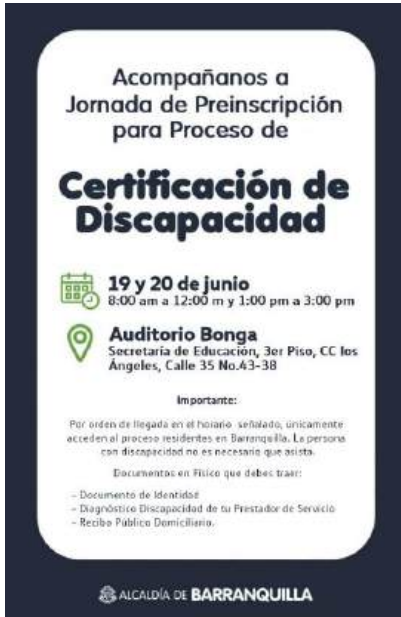 Acompañanos a
Jornada de Preinscripción
para Proceso de
Certificación de
Discapacidad
19 y 20 de junio
8:00 am a 12:00 m y 1:00 pm a 3:00 pm
Auditorio Bonga
Secretaría de Educación, 3er Piso, CC los
Ángeles, Calle 35 No.43-38
Importante:
Por orden de llegada en el horario señalado, únicamente
acceden al proceso residentes en Barranquilla. La persona
con discapacidad no es necesario que asista.
Documentos en Físico que debes traer:
- Documento de Identidad
- Diagnóstico Discapacidad de tu Prestador de Servicio
- Recibo Público Domiciliario.
ALCALDÍA DE BARRANQUILLA